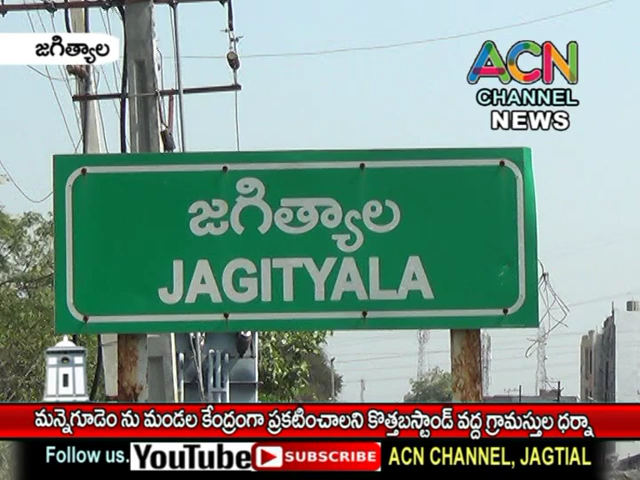 జగిత్యాల
ACN
CHANNEL
NEWS
జగిత్యాల
JAGITYALA
మన్నెగూడెం ను మండల కేంద్రంగా ప్రకటించాలని కొత్తబస్టాండ్ వద్ద గ్రామస్తుల ధర్నా
Follow us. YouTube SUBSCRIBE ACN CHANNEL, JAGTIAL